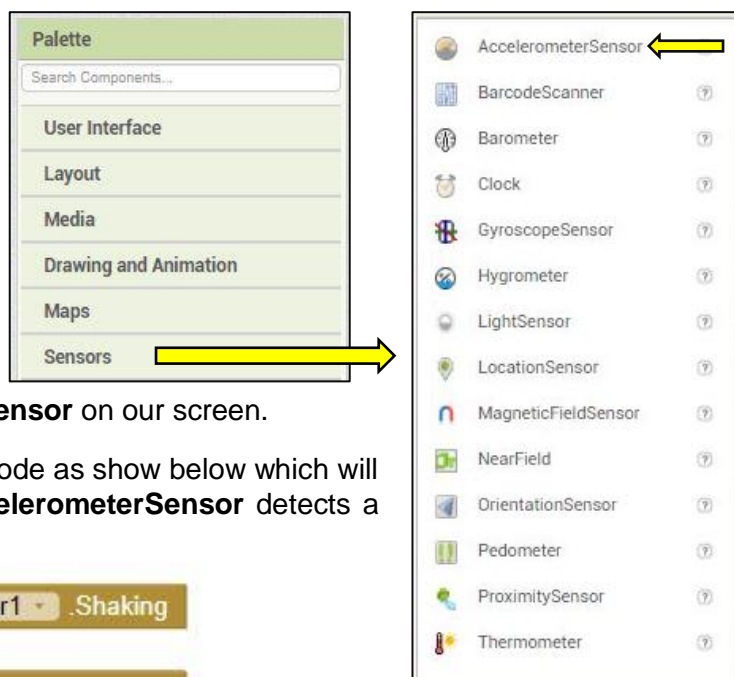 Palette
Search Components...
User Interface
Layout
Media
Drawing and Animation
Maps
Sensors
ensor on our screen.
ode as show below which will
elerometerSensor detects a
r1 .Shaking
AccelerometerSensor
BarcodeScanner ?
Barometer ?
Clock ?
GyroscopeSensor ?
Hygrometer ?
LightSensor ?
LocationSensor ?
MagneticFieldSensor ?
NearField ?
OrientationSensor ?
Pedometer ?
ProximitySensor ?
Thermometer ?